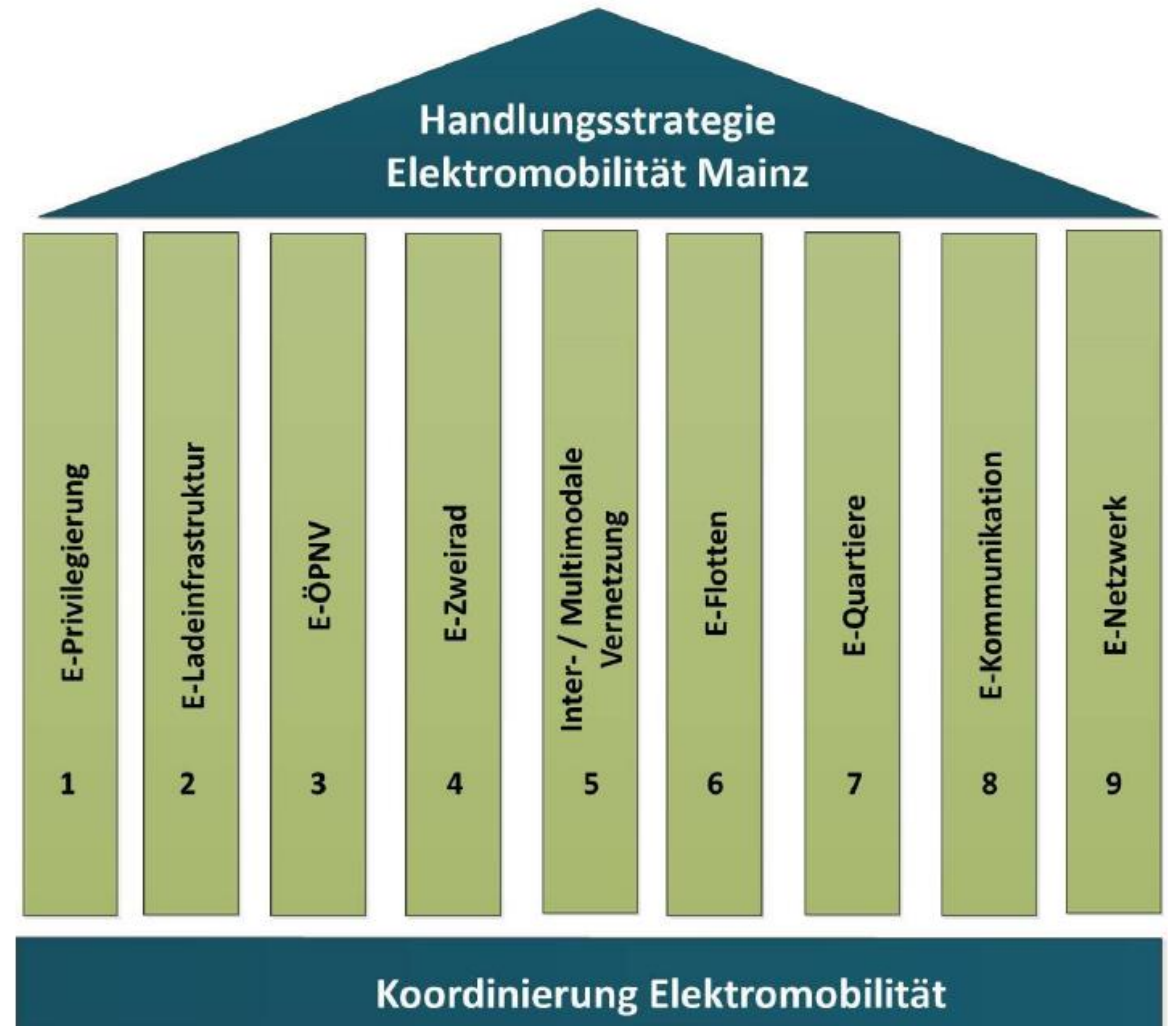 Handlungsstrategie
Elektromobilität Mainz
E-Privilegierung
1
E-Ladeinfrastruktur
2
E-ÖPNV
3
E-Zweirad
4
Inter- / Multimodale
Vernetzung
5
E-Flotten
6
E-Quartiere
7
E-Kommunikation
8
E-Netzwerk
9
Koordinierung Elektromobilität